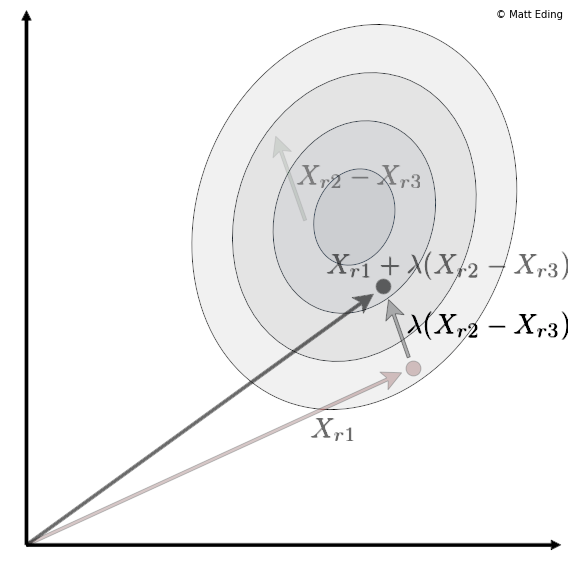 © Matt Eding
X_{r2} − X_{r3}
X_{r1} + λ(X_{r2} − X_{r3})
λ(X_{r2} − X_{r3})
X_{r1}